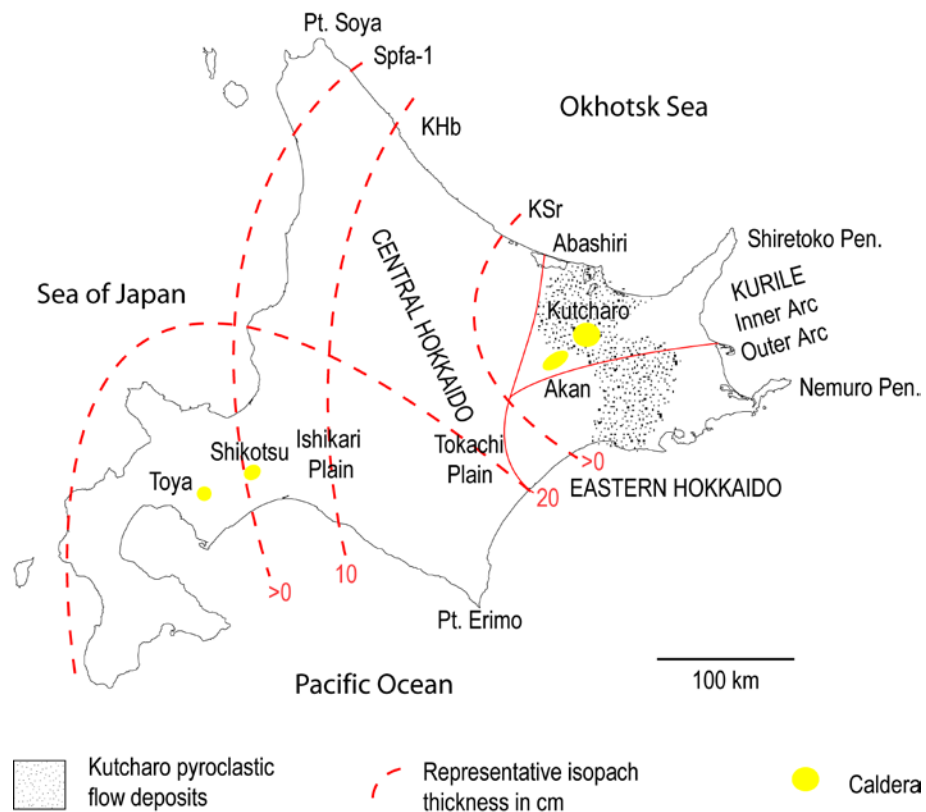 Pt. Soya
Spfa-1
Okhotsk Sea
KHb
KSr
Abashiri
Shiretoko Pen.
Sea of Japan
CENTRAL HOKKAIDO
Kutcharo
KURILE
Inner Arc
Outer Arc
Akan
Nemuro Pen.
Shikotsu
Ishikari
Plain
Tokachi
Plain
Toya
>0
20
EASTERN HOKKAIDO
10
>0
Pt. Erimo
Pacific Ocean
100 km
Kutcharo pyroclastic
flow deposits
Representative isopach
thickness in cm
Caldera